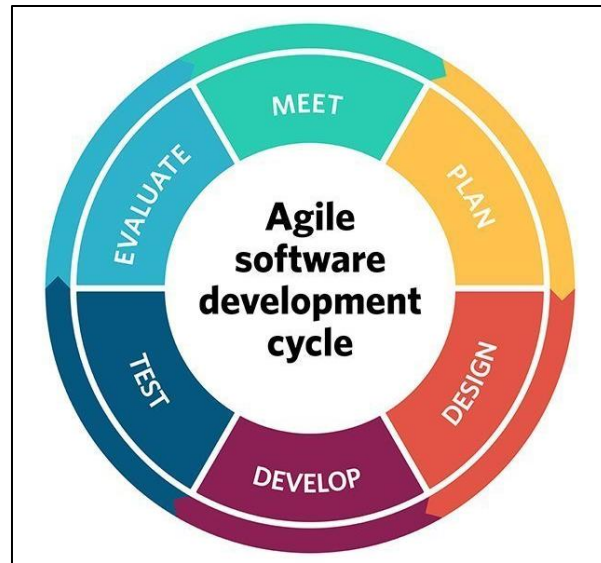 MEET
PLAN
DESIGN
DEVELOP
TEST
EVALUATE
Agile
software
development
cycle